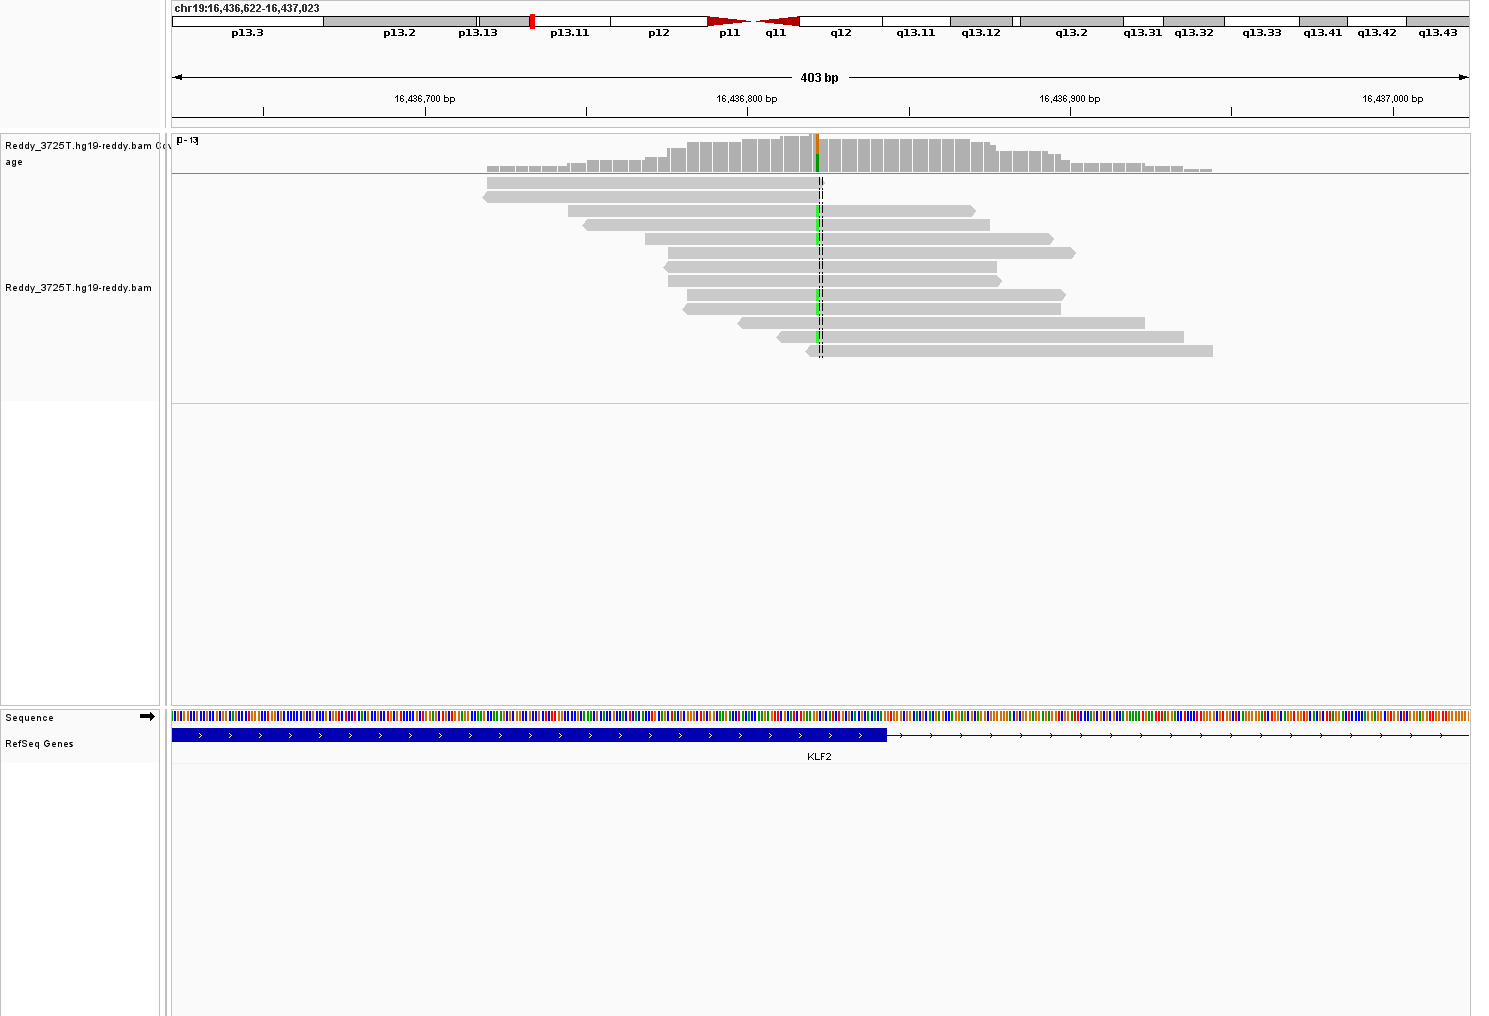 chr19:16,436,622-16,437,023
p13.3 p13.2 p13.13 p13.11 p12 p11 q11 q12 q13.11 q13.12 q13.2 q13.31 q13.32 q13.33 q13.41 q13.42 q13.43
403 bp
16,436,700 bp 16,436,800 bp 16,436,900 bp 16,437,000 bp
Reddy_3725T.hg19-reddy.bam Cov
age
[0 - 13]
Reddy_3725T.hg19-reddy.bam
Sequence
RefSeq Genes
KLF2